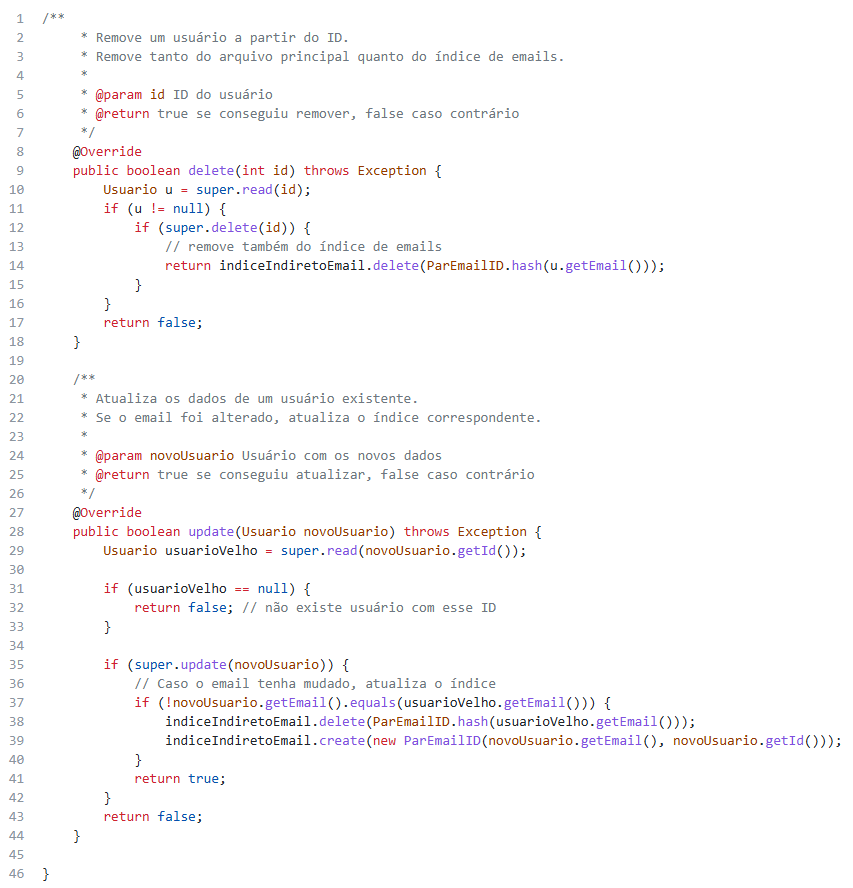 1 /**
2      * Remove um usuário a partir do ID.
3      * Remove tanto do arquivo principal quanto do índice de emails.
4      *
5      * @param id ID do usuário
6      * @return true se conseguiu remover, false caso contrário
7      */
8     @Override
9     public boolean delete(int id) throws Exception {
10         Usuario u = super.read(id);
11         if (u != null) {
12             if (super.delete(id)) {
13                 // remove também do índice de emails
14                 return indiceIndiretoEmail.delete(ParEmailID.hash(u.getEmail()));
15             }
16         }
17         return false;
18     }
19
20     /**
21      * Atualiza os dados de um usuário existente.
22      * Se o email foi alterado, atualiza o índice correspondente.
23      *
24      * @param novoUsuario Usuário com os novos dados
25      * @return true se conseguiu atualizar, false caso contrário
26      */
27     @Override
28     public boolean update(Usuario novoUsuario) throws Exception {
29         Usuario usuarioVelho = super.read(novoUsuario.getId());
30
31         if (usuarioVelho == null) {
32             return false; // não existe usuário com esse ID
33         }
34
35         if (super.update(novoUsuario)) {
36             // Caso o email tenha mudado, atualiza o índice
37             if (!novoUsuario.getEmail().equals(usuarioVelho.getEmail())) {
38                 indiceIndiretoEmail.delete(ParEmailID.hash(usuarioVelho.getEmail()));
39                 indiceIndiretoEmail.create(new ParEmailID(novoUsuario.getEmail(), novoUsuario.getId()));
40             }
41             return true;
42         }
43         return false;
44     }
45
46 }